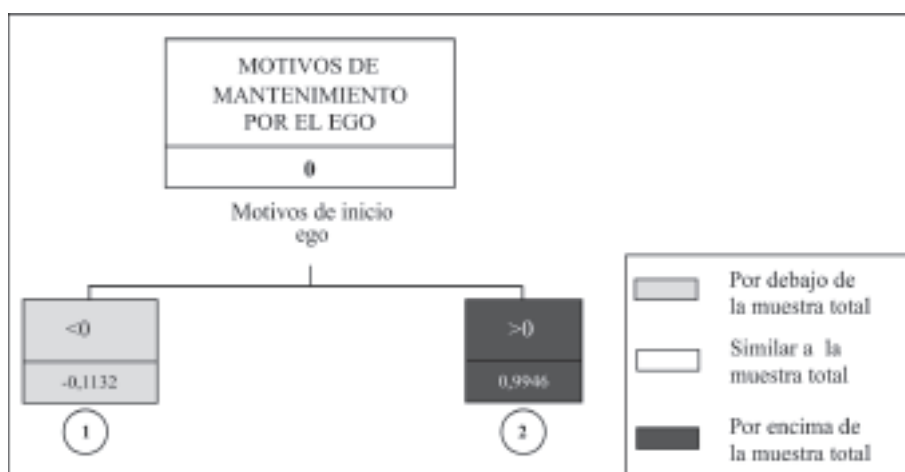 MOTIVOS DE
MANTENIMIENTO
POR EL EGO
0
Motivos de inicio
ego
<0
-0,1132
1
>0
0,9946
2
Por debajo de
la muestra total
Similar a la
muestra total
Por encima de
la muestra total